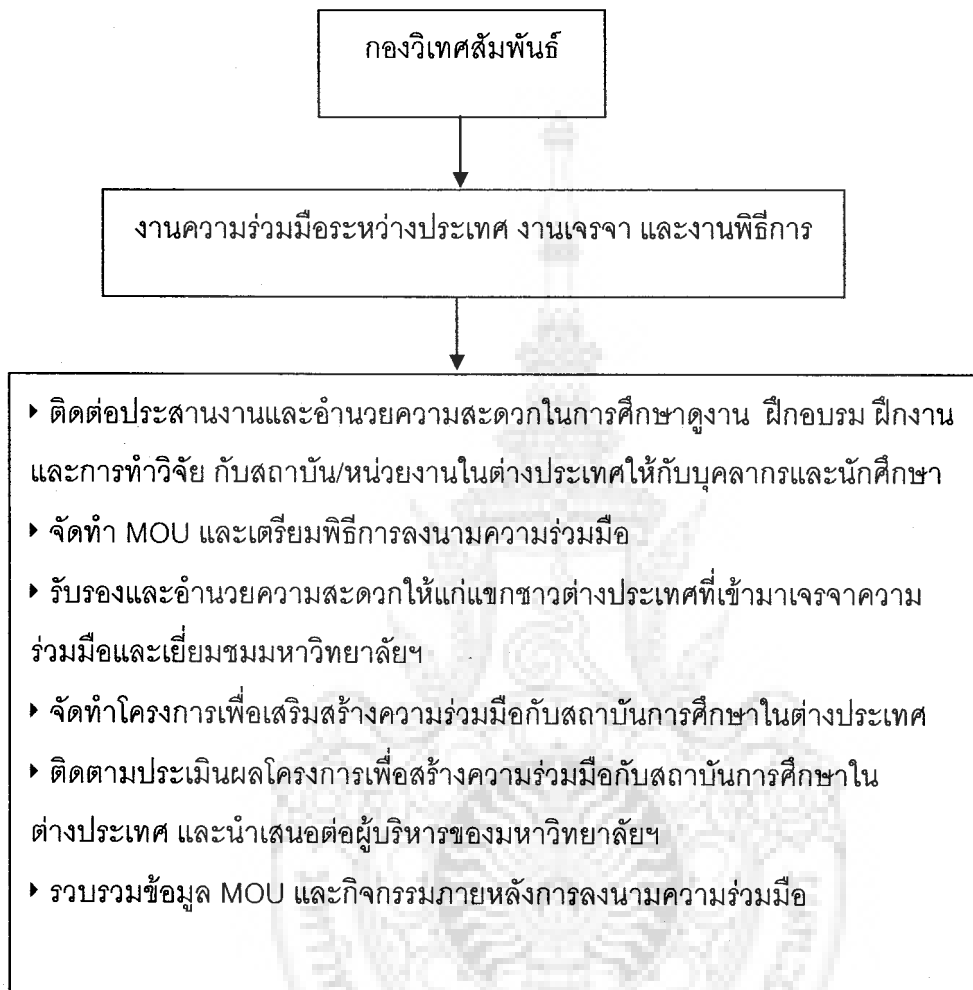 กองวิเทศสัมพันธ์
งานความร่วมมือระหว่างประเทศ งานเจรจา และงานพิธีการ
‣ ติดต่อประสานงานและอำนวยความสะดวกในการศึกษาดูงาน ฝึกอบรม ฝึกงาน
และการทำวิจัย กับสถาบัน/หน่วยงานในต่างประเทศให้กับบุคลากรและนักศึกษา
‣ จัดทำ MOU และเตรียมพิธีการลงนามความร่วมมือ
‣ รับรองและอำนวยความสะดวกให้แก่แขกชาวต่างประเทศที่เข้ามาเจรจาความ
ร่วมมือและเยี่ยมชมมหาวิทยาลัยฯ
‣ จัดทำโครงการเพื่อเสริมสร้างความร่วมมือกับสถาบันการศึกษาในต่างประเทศ
‣ ติดตามประเมินผลโครงการเพื่อสร้างความร่วมมือกับสถาบันการศึกษาใน
ต่างประเทศ และนำเสนอต่อผู้บริหารของมหาวิทยาลัยฯ
‣ รวบรวมข้อมูล MOU และกิจกรรมภายหลังการลงนามความร่วมมือ